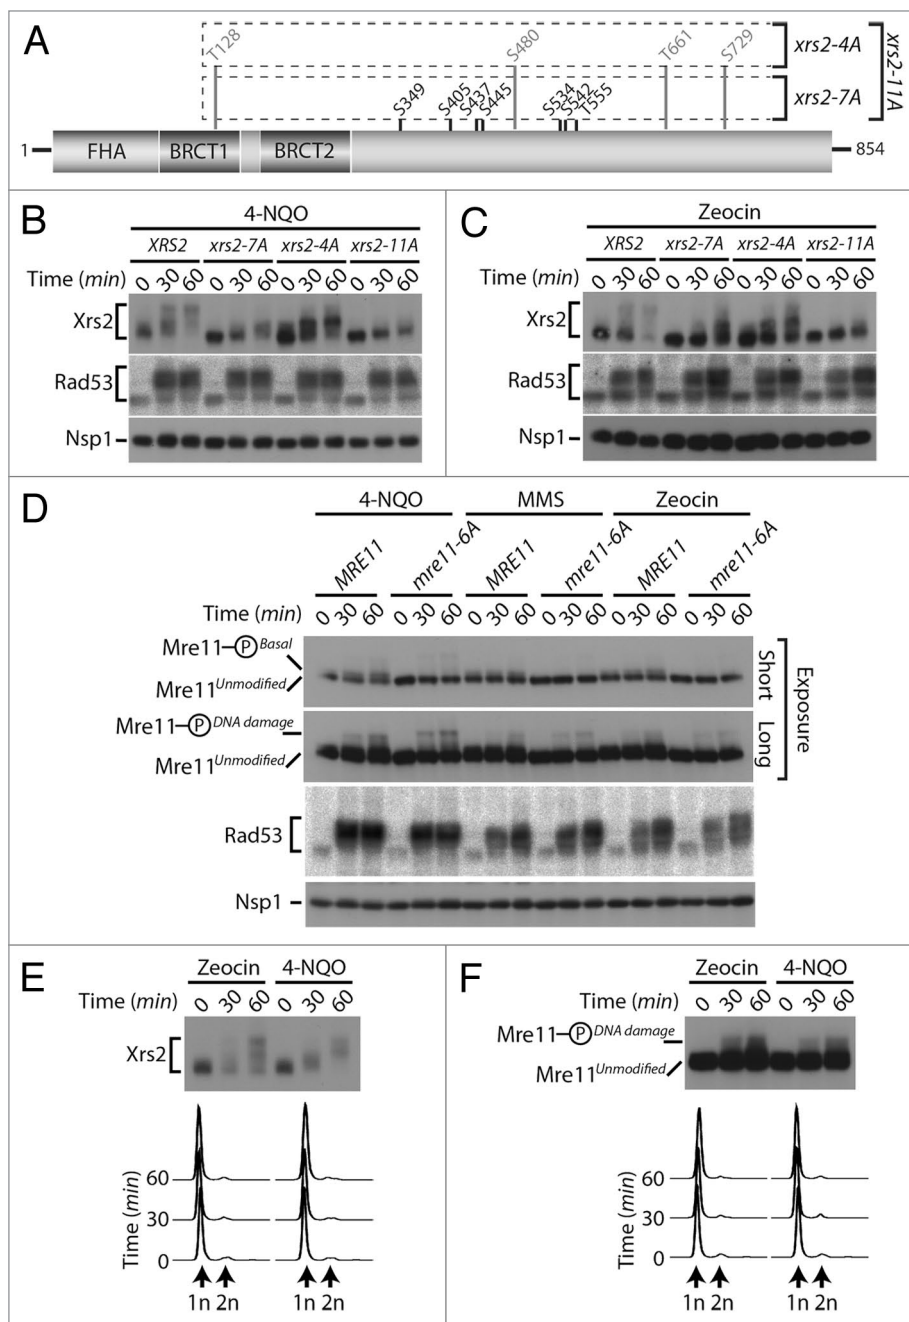 A
T128 S480 T661 S729 xrs2-4A
S349 S405 S437 S445 S534 S542 T555 xrs2-7A
xrs2-11A
1 FHA BRCT1 BRCT2 854
B
4-NQO
XRS2 xrs2-7A xrs2-4A xrs2-11A
Time (min) 0 30 60 0 30 60 0 30 60 0 30 60
Xrs2
Rad53
Nsp1
C
Zeocin
XRS2 xrs2-7A xrs2-4A xrs2-11A
Time (min) 0 30 60 0 30 60 0 30 60 0 30 60
Xrs2
Rad53
Nsp1
D
4-NQO MMS Zeocin
MRE11 mre11-6A MRE11 mre11-6A MRE11 mre11-6A
Time (min) 0 30 60 0 30 60 0 30 60 0 30 60 0 30 60 0 30 60
Mre11 P Basal
Mre11 Unmodified
Short
Mre11 P DNA damage
Mre11 Unmodified
Long
Exposure
Rad53
Nsp1
E
Zeocin 4-NQO
Time (min) 0 30 60 0 30 60
Xrs2
Time (min)
60
30
0
1n 2n 1n 2n
F
Zeocin 4-NQO
Time (min) 0 30 60 0 30 60
Mre11 P DNA damage
Mre11 Unmodified
Time (min)
60
30
0
1n 2n 1n 2n